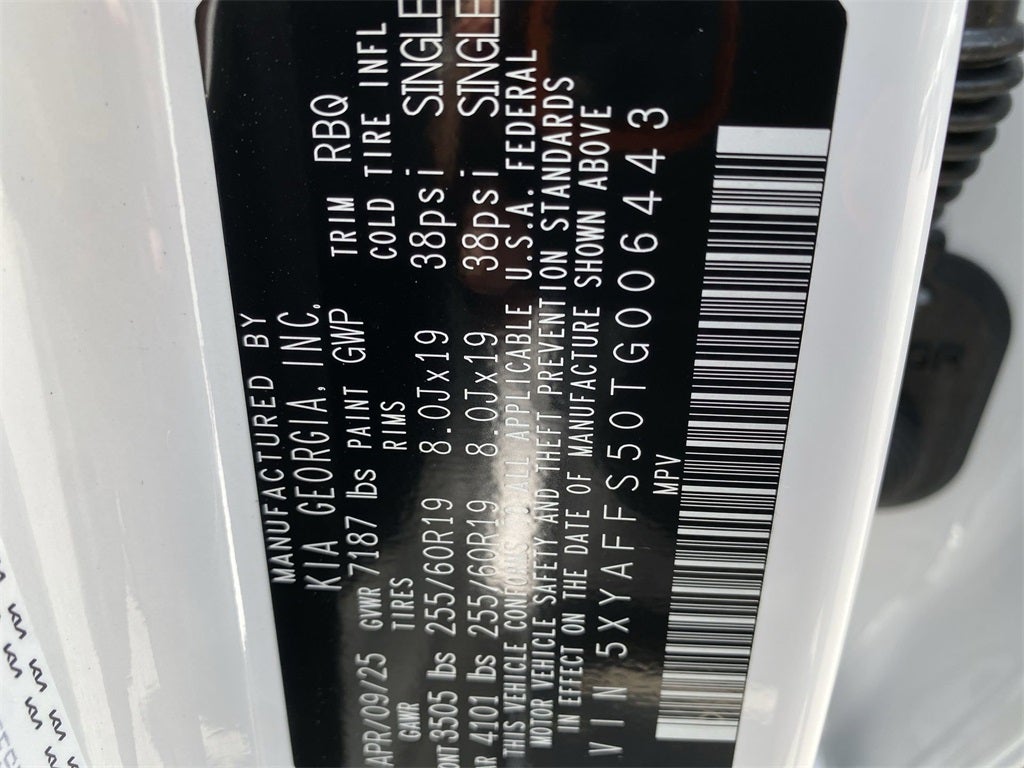 MANUFACTURED BY
KIA GEORGIA, INC.
APR/09/25 GVWR 7187 lbs PAINT GWP TRIM RBQ
GAWR TIRES RIMS COLD TIRE INFL
3505 lbs 255/60R19 8.0Jx19 38psi SINGLE
4101 lbs 255/60R19 8.0Jx19 38psi SINGLE
THIS VEHICLE CONFORMS TO ALL APPLICABLE U.S.A. FEDERAL
MOTOR VEHICLE SAFETY AND THEFT PREVENTION STANDARDS
IN EFFECT ON THE DATE OF MANUFACTURE SHOWN ABOVE
VIN 5XYAFFS50TG006443
MPV